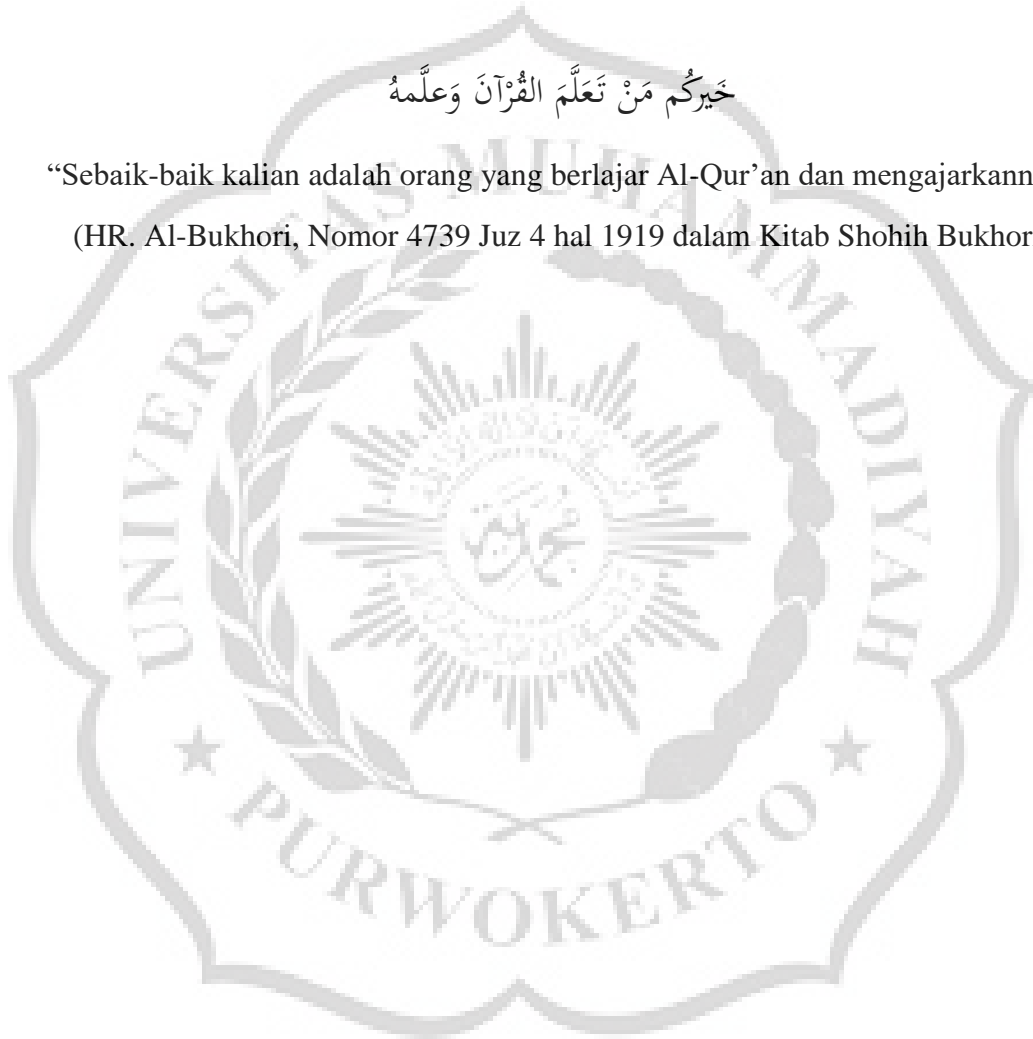 خَيركُم مَنْ تَعَلَّمَ القُرْآنَ وَعلَّمهُ
“Sebaik-baik kalian adalah orang yang berlajar Al-Qur’an dan mengajarkann
(HR. Al-Bukhori, Nomor 4739 Juz 4 hal 1919 dalam Kitab Shohih Bukhor
UNIVERSITAS MUHAMMADIYAH
PURWOKERTO